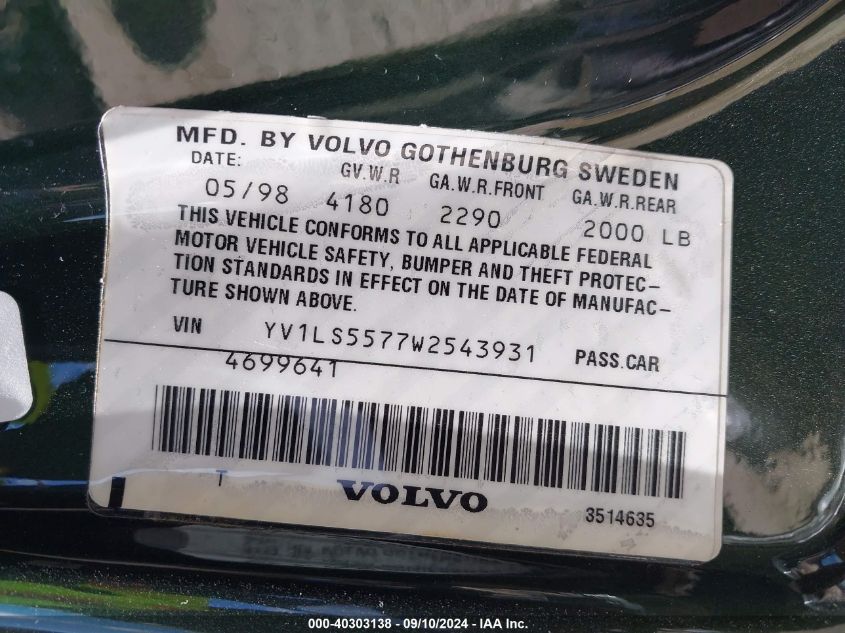 MFD. BY VOLVO GOTHENBURG SWEDEN
DATE: GV.W.R GA.W.R.FRONT GA.W.R.REAR
05/98 4180 2290 2000 LB
THIS VEHICLE CONFORMS TO ALL APPLICABLE FEDERAL
MOTOR VEHICLE SAFETY, BUMPER AND THEFT PROTEC-
TION STANDARDS IN EFFECT ON THE DATE OF MANUFAC-
TURE SHOWN ABOVE.
VIN YV1LS5577W2543931 PASS.CAR
4699641
T
VOLVO
3514635
000-40303138 - 09/10/2024 - IAA Inc.